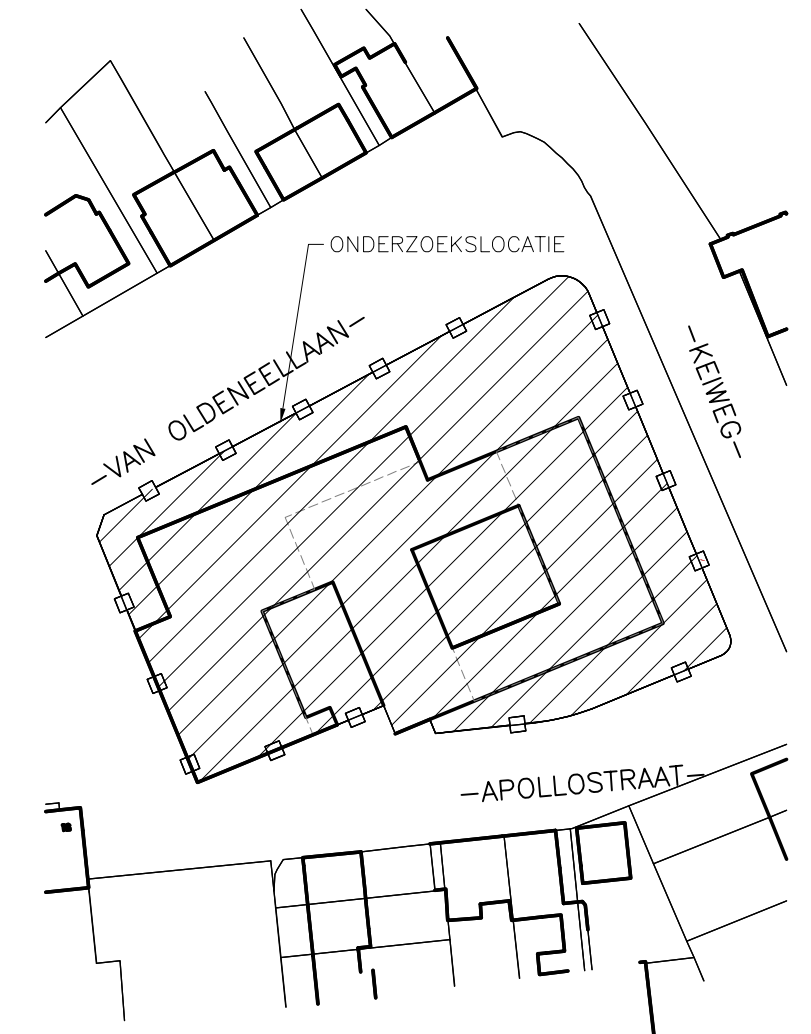 ONDERZOEKSLOCATIE
-VAN OLDENEELLAAN-
-KEIWEG-
-APOLLOSTRAAT-